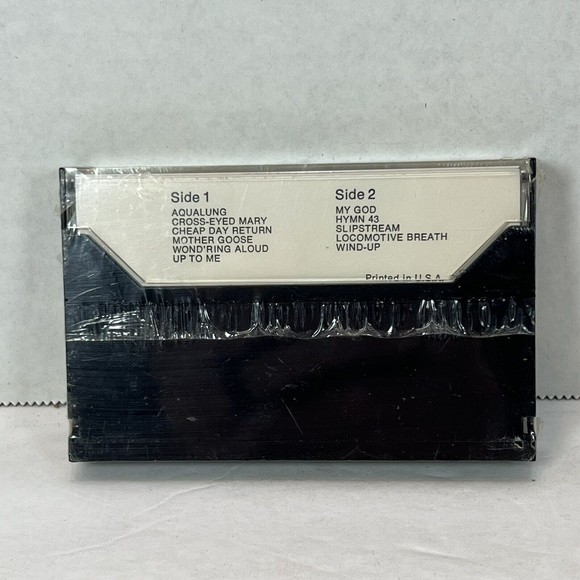 Side 1
AQUALUNG
CROSS-EYED MARY
CHEAP DAY RETURN
MOTHER GOOSE
WOND'RING ALOUD
UP TO ME
Side 2
MY GOD
HYMN 43
SLIPSTREAM
LOCOMOTIVE BREATH
WIND-UP
Printed in U.S.A.